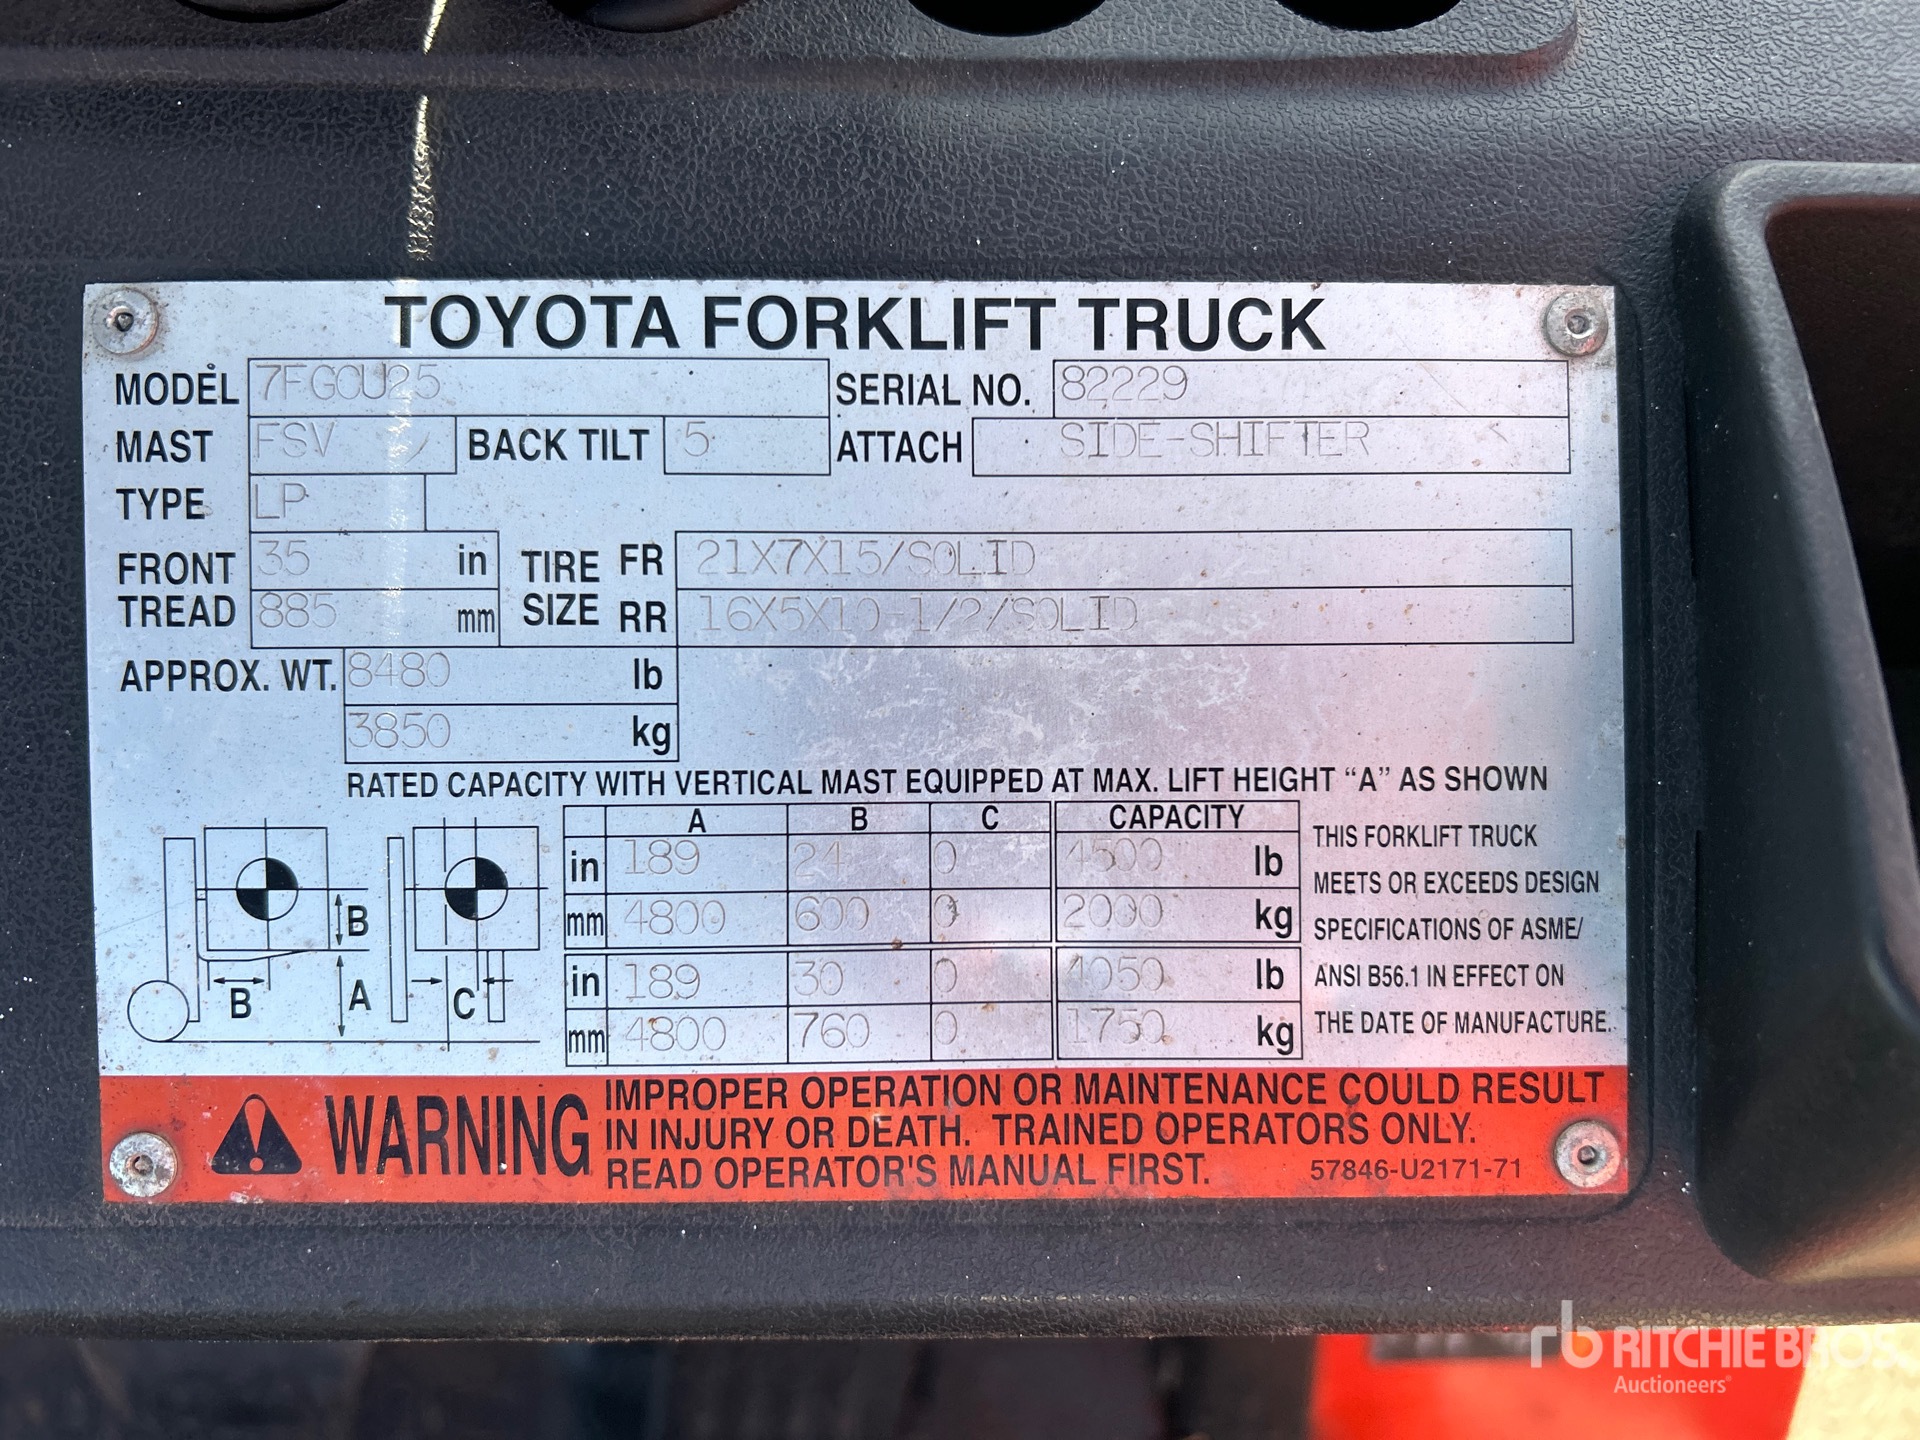 TOYOTA FORKLIFT TRUCK
MODEL 7FGCU25 SERIAL NO. 82229
MAST FSV BACK TILT 5 ATTACH SIDE-SHIFTER
TYPE LP
FRONT TREAD 35 in TIRE SIZE FR 21X7X15/SOLID
885 mm RR 16X5X10-1/2/SOLID
APPROX. WT. 8480 lb
3850 kg
RATED CAPACITY WITH VERTICAL MAST EQUIPPED AT MAX. LIFT HEIGHT “A” AS SHOWN
A B C CAPACITY
in 189 24 0 4500 lb
mm 4800 600 0 2000 kg
in 189 30 0 4050 lb
mm 4800 760 0 1750 kg
B
B
A
C
THIS FORKLIFT TRUCK
MEETS OR EXCEEDS DESIGN
SPECIFICATIONS OF ASME/
ANSI B56.1 IN EFFECT ON
THE DATE OF MANUFACTURE.
WARNING
IMPROPER OPERATION OR MAINTENANCE COULD RESULT
IN INJURY OR DEATH. TRAINED OPERATORS ONLY.
READ OPERATOR'S MANUAL FIRST. 57846-U2171-71
rb RITCHIE BROS.
Auctioneers®